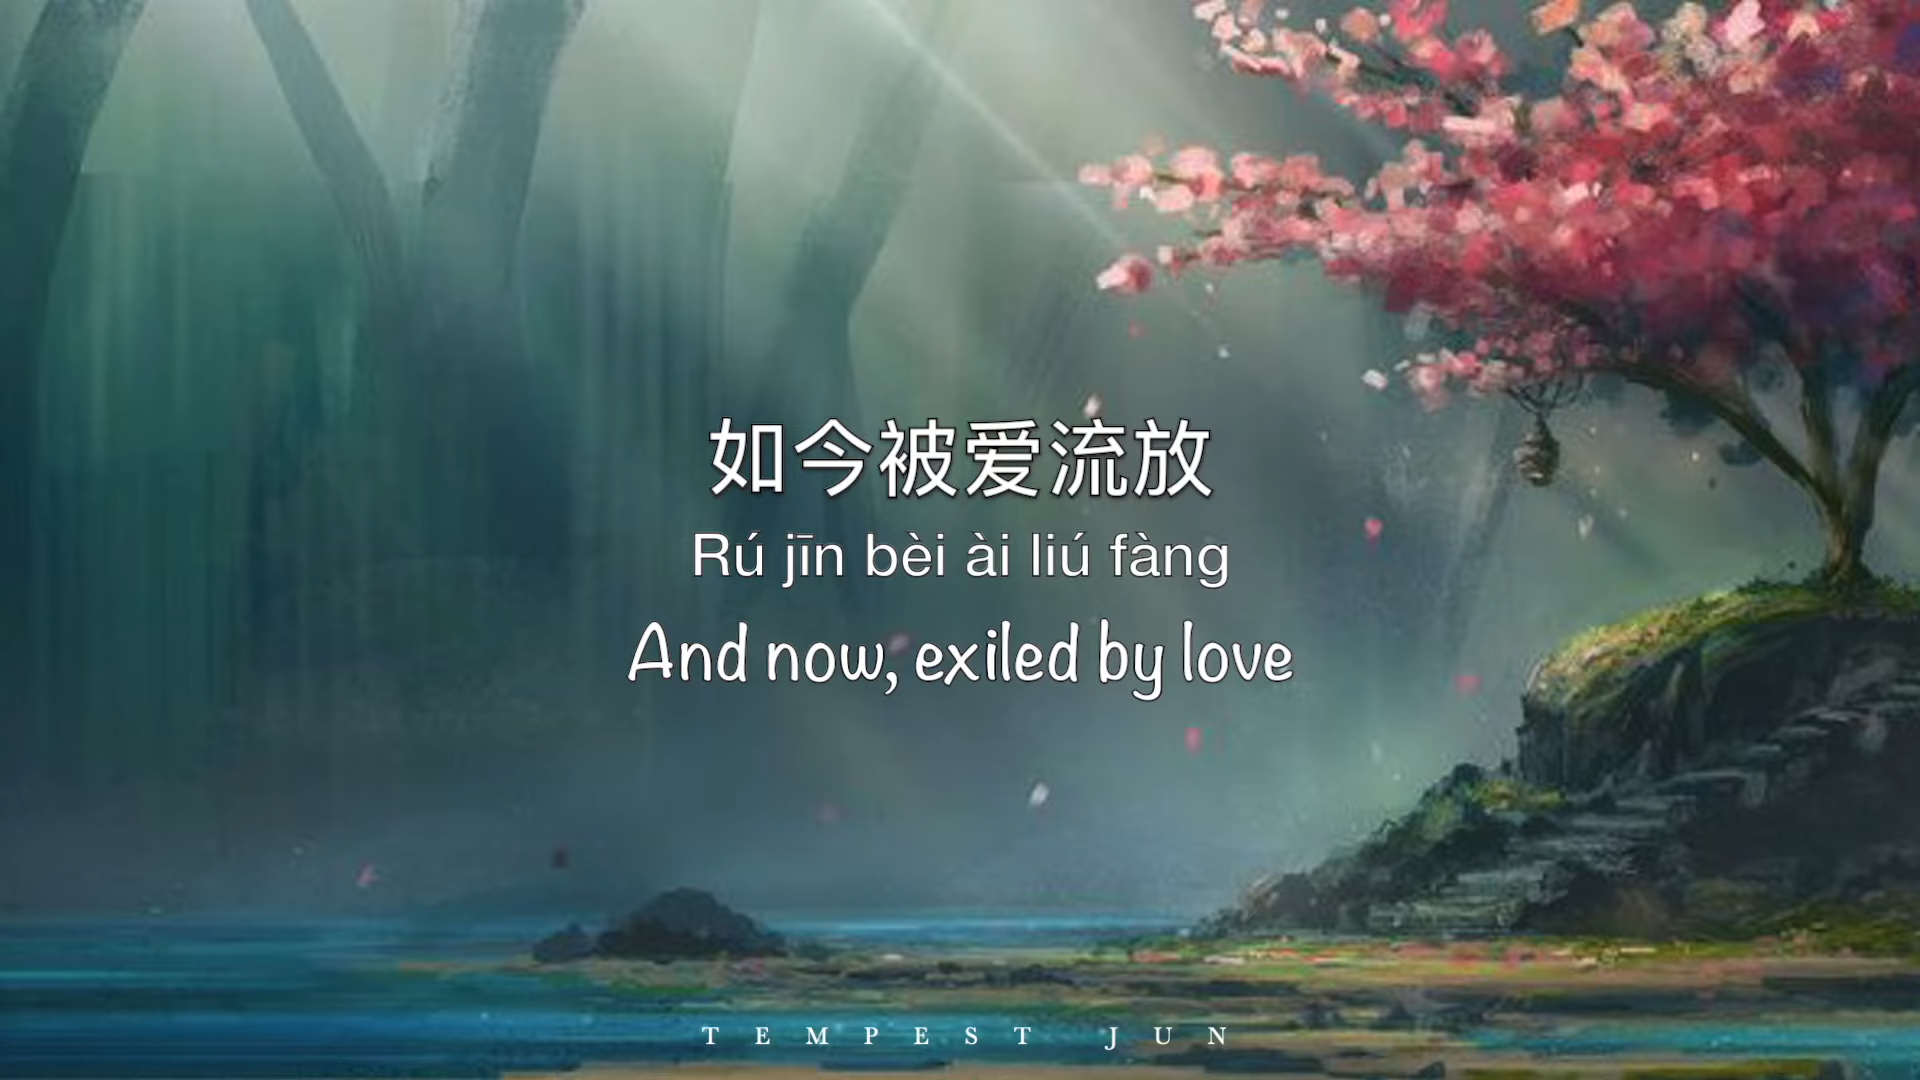 如今被爱流放
Rú jīn bèi ài liú fàng
And now, exiled by love
TEMPEST JUN